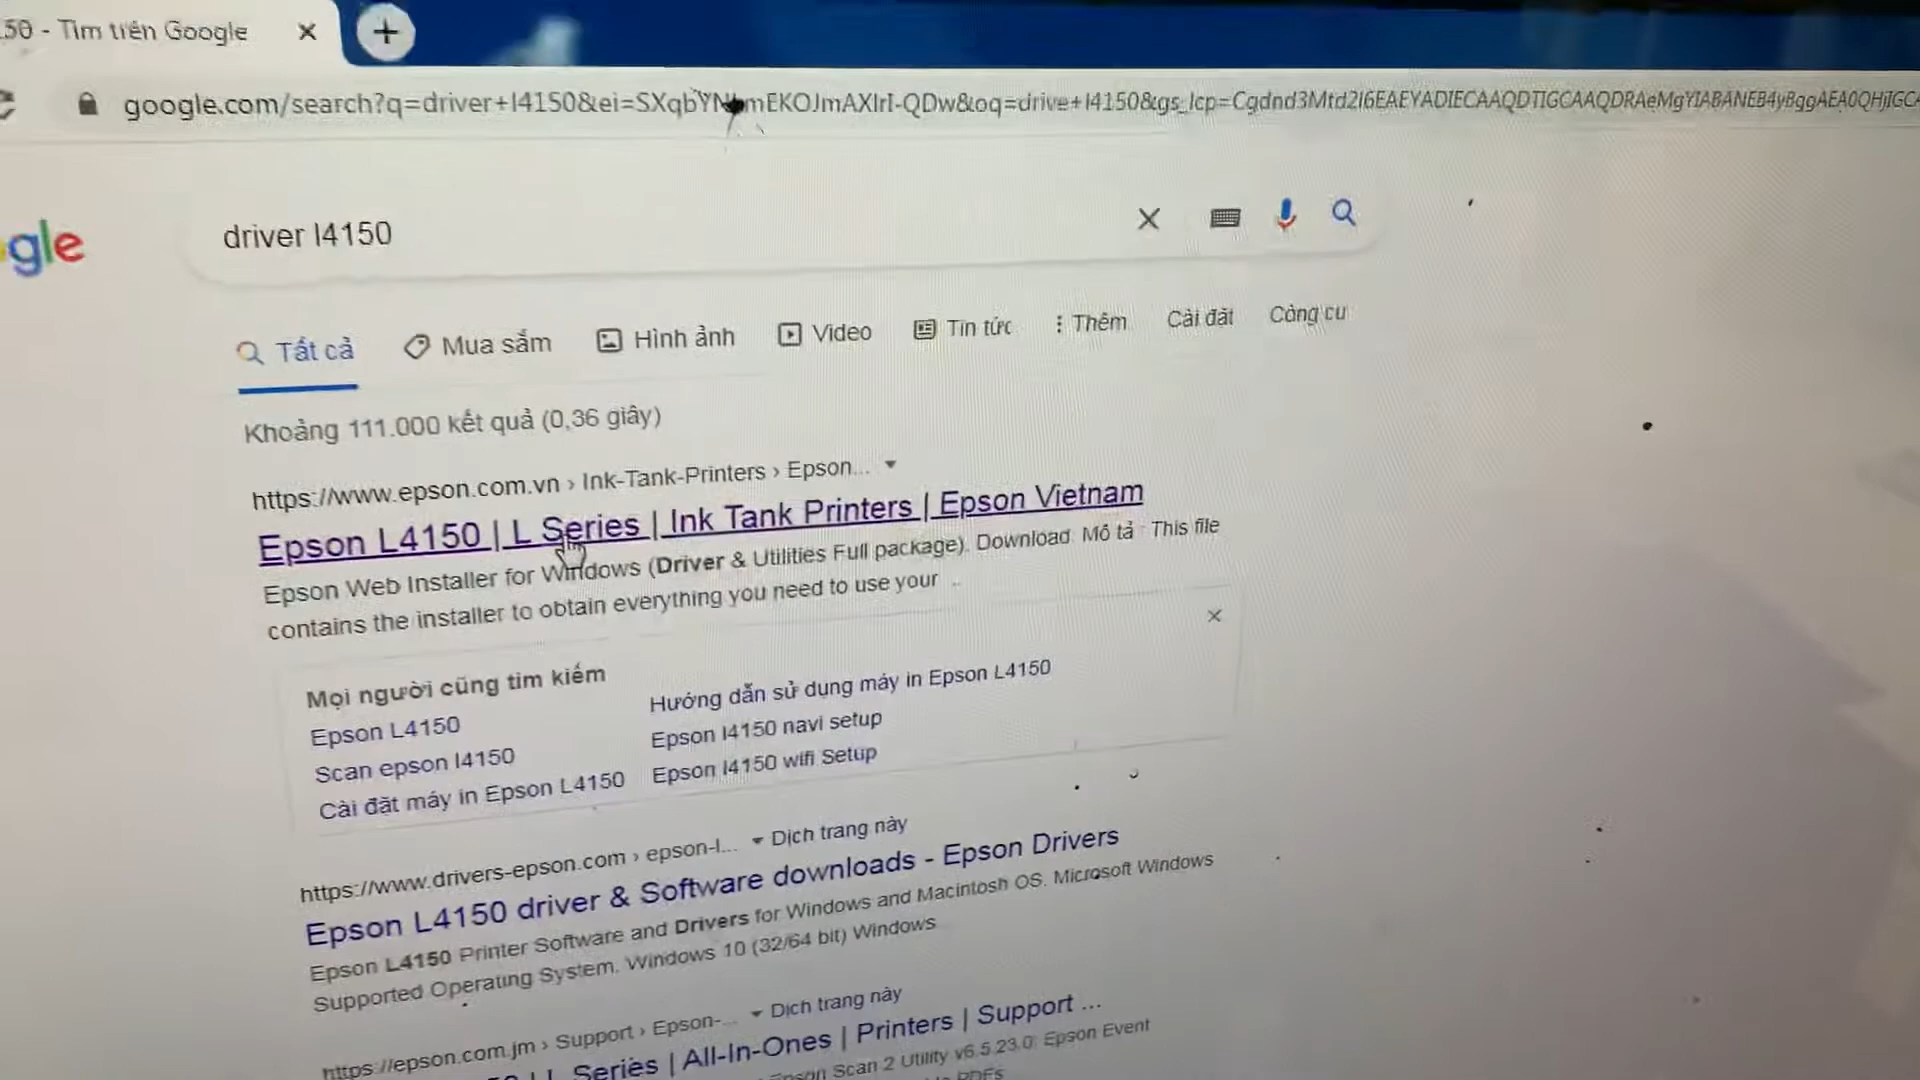 50 - Tìm trên Google
google.com/search?q=driver+l4150&ei=
driver l4150
gle
Tất cả Mua sắm Hình ảnh Video Tin tức Thêm Cài đặt Công cụ
Khoảng 111.000 kết quả (0,36 giây)
https://www.epson.com.vn › Ink-Tank-Printers › Epson...
Epson L4150 | L Series | Ink Tank Printers | Epson Vietnam
Epson Web Installer for Windows (Driver & Utilities Full package). Download. Mô tả : This file
contains the installer to obtain everything you need to use your ...
Mọi người cũng tìm kiếm
Epson L4150
Scan epson l4150
Cài đặt máy in Epson L4150
Hướng dẫn sử dụng máy in Epson L4150
Epson l4150 navi setup
Epson l4150 wifi Setup
https://www.drivers-epson.com › epson-l... Dịch trang này
Epson L4150 driver & Software downloads - Epson Drivers
Epson L4150 Printer Software and Drivers for Windows and Macintosh OS. Microsoft Windows
Supported Operating System. Windows 10 (32/64 bit) Windows
https://epson.com.jm › Support › Epson-... Dịch trang này
L Series | All-In-Ones | Printers | Support ...
Epson Scan 2 Utility v6.5.23.0: Epson Event
PDFs